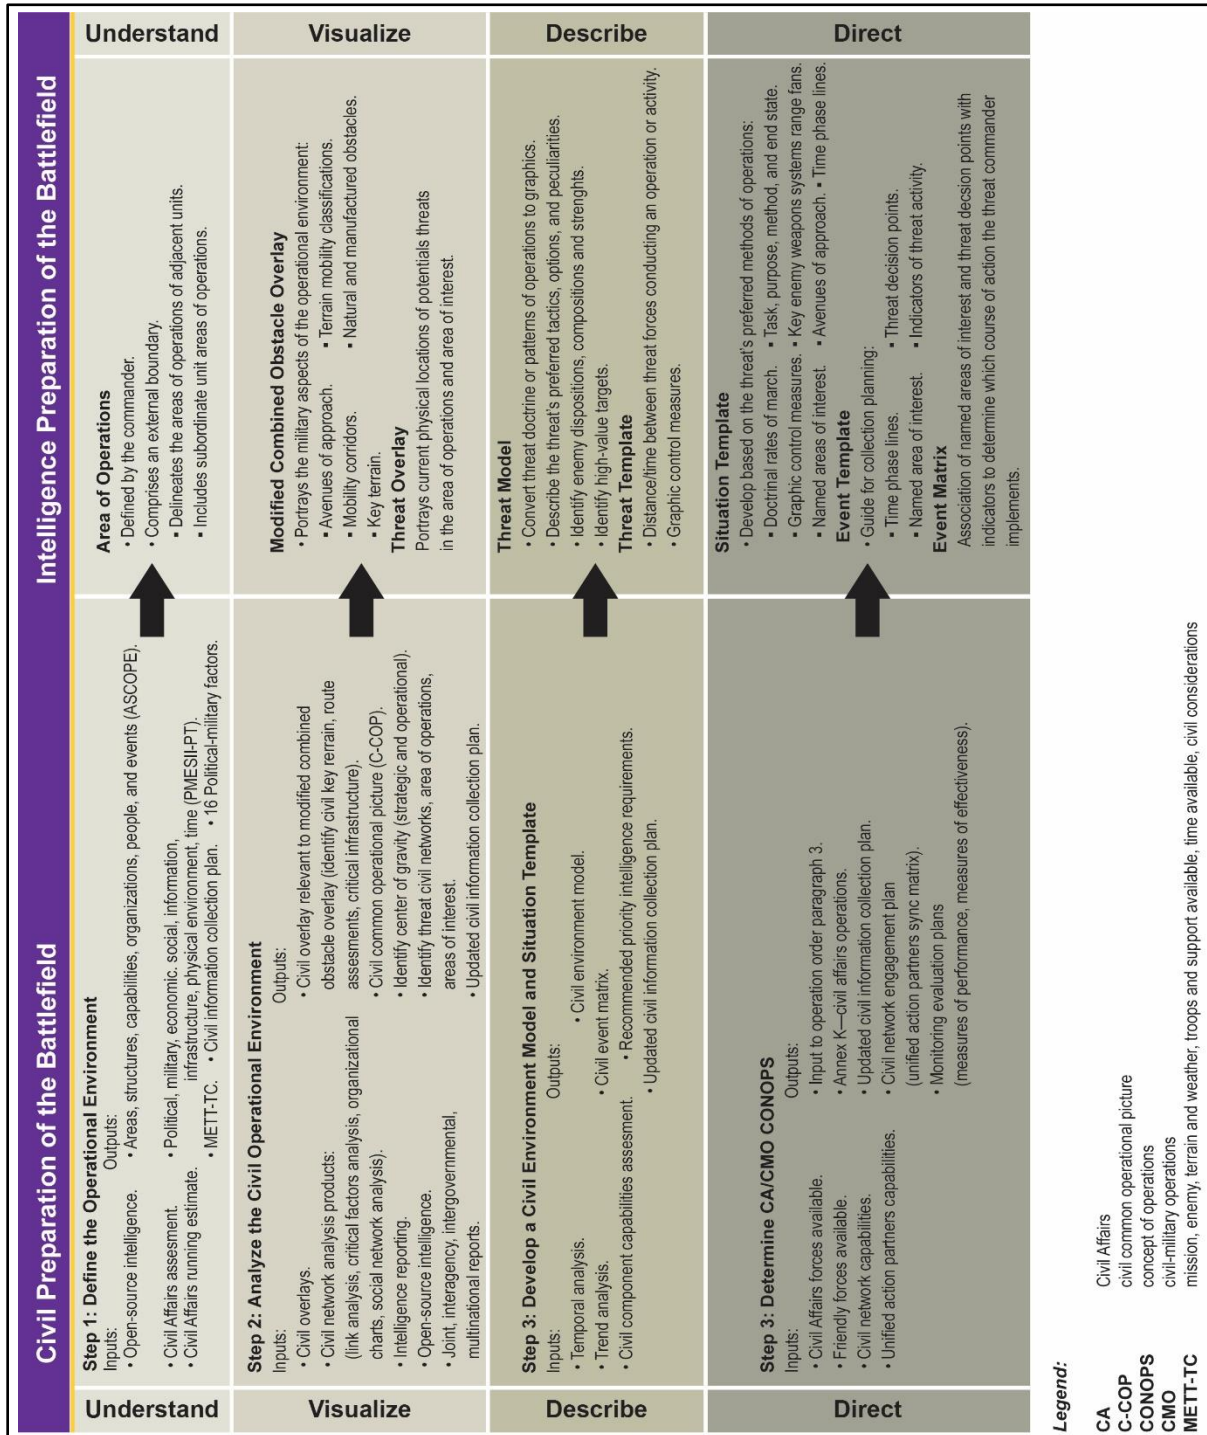 Civil Preparation of the Battlefield
Intelligence Preparation of the Battlefield
Understand
Step 1: Define the Operational Environment
Inputs:
• Open-source intelligence.
• Civil Affairs assesment.
• Civil Affairs running estimate.
Outputs:
• Areas, structures, capabilities, organizations, people, and events (ASCOPE).
• Political, military, economic. social, information,
infrastructure, physical environment, time (PMESII-PT).
• METT-TC. • Civil information collection plan. • 16 Political-military factors.
Area of Operations
• Defined by the commander.
• Comprises an external boundary.
▪ Delineates the areas of operations of adjacent units.
▪ Includes subordinate unit areas of operations.
Understand
Visualize
Step 2: Analyze the Civil Operational Environment
Inputs:
• Civil overlays.
• Civil network analysis products:
(link analysis, critical factors analysis, organizational
charts, social network analysis).
• Intelligence reporting.
• Open-source intelligence.
• Joint, interagency, intergovernmental,
multinational reports.
Outputs:
• Civil overlay relevant to modified combined
obstacle overlay (identify civil key rerrain, route
assesments, critical infrastructure).
• Civil common operational picture (C-COP).
• Identify center of gravity (strategic and operational).
• Identify threat civil networks, area of operations,
areas of interest.
• Updated civil information collection plan.
Modified Combined Obstacle Overlay
• Portrays the military aspects of the operational environment:
▪ Avenues of approach. ▪ Terrain mobility classifications.
▪ Mobility corridors. ▪ Natural and manufactured obstacles.
▪ Key terrain.
Threat Overlay
Portrays current physical locations of potentials threats
in the area of operations and area of interest.
Visualize
Describe
Step 3: Develop a Civil Environment Model and Situation Template
Inputs:
• Temporal analysis.
• Trend analysis.
• Civil component capabilities assesment.
Outputs:
• Civil environment model.
• Civil event matrix.
• Recommended priority intelligence requirements.
• Updated civil information collection plan.
Threat Model
• Convert threat doctrine or patterns of operations to graphics.
• Describe the threat's preferred tactics, options, and peculiarities.
• Identify enemy dispositions, compositions and strenghts.
• Identify high-value targets.
Threat Template
• Distance/time between threat forces conducting an operation or activity.
• Graphic control measures.
Describe
Direct
Step 3: Determine CA/CMO CONOPS
Inputs:
• Civil Affairs forces available.
• Friendly forces available.
• Civil network capabilities.
• Unified action partners capabilities.
Outputs:
• Input to operation order paragraph 3.
• Annex K—civil affairs operations.
• Updated civil information collection plan.
• Civil network engagement plan
(unified action partners sync matrix).
• Monitoring evaluation plans
(measures of performance, measures of effectiveness).
Situation Template
• Develop based on the threat's preferred methods of operations:
▪ Doctrinal rates of march. ▪ Task, purpose, method, and end state.
▪ Graphic control measures. ▪ Key enemy weapons systems range fans.
▪ Named areas of interest. ▪ Avenues of approach. ▪ Time phase lines.
Event Template
• Guide for collection planning:
▪ Time phase lines. ▪ Threat decision points.
▪ Named area of interest. ▪ Indicators of threat activity.
Event Matrix
Association of named areas of interest and threat decsion points with
indicators to determine which course of action the threat commander
implements.
Direct
Legend:
CA Civil Affairs
C-COP civil common operational picture
CONOPS concept of operations
CMO civil-military operations
METT-TC mission, enemy, terrain and weather, troops and support available, time available, civil considerations